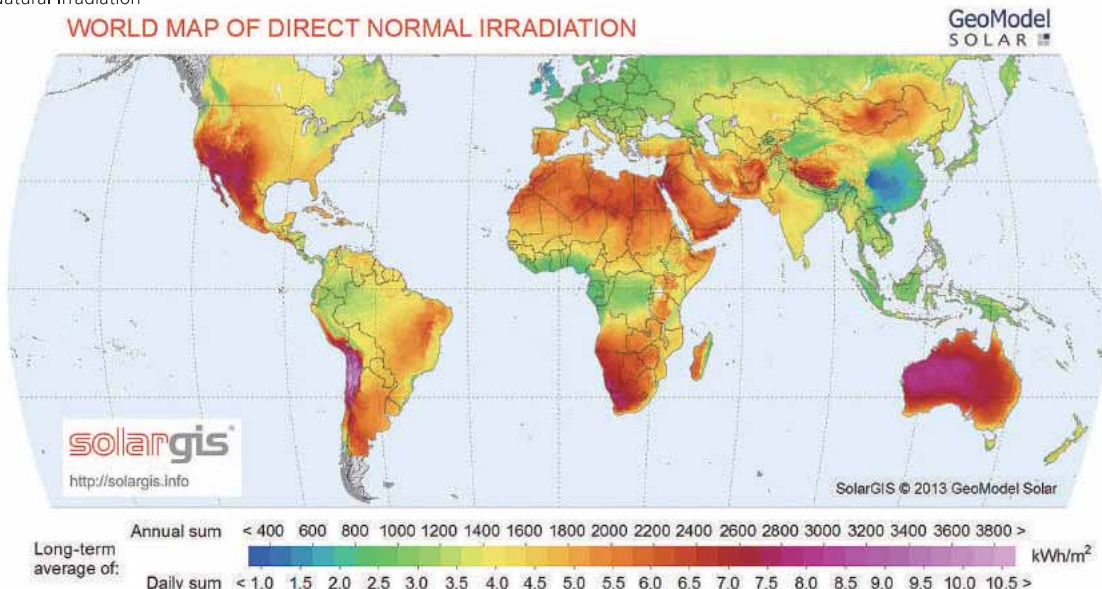 Natural Irradiation
WORLD MAP OF DIRECT NORMAL IRRADIATION
GeoModel
SOLAR
solargis
http://solargis.info
SolarGIS © 2013 GeoModel Solar
Annual sum < 400 600 800 1000 1200 1400 1600 1800 2000 2200 2400 2600 2800 3000 3200 3400 3600 3800 >
Long-term
average of:
kWh/m²
Daily sum < 1.0 1.5 2.0 2.5 3.0 3.5 4.0 4.5 5.0 5.5 6.0 6.5 7.0 7.5 8.0 8.5 9.0 9.5 10.0 10.5 >